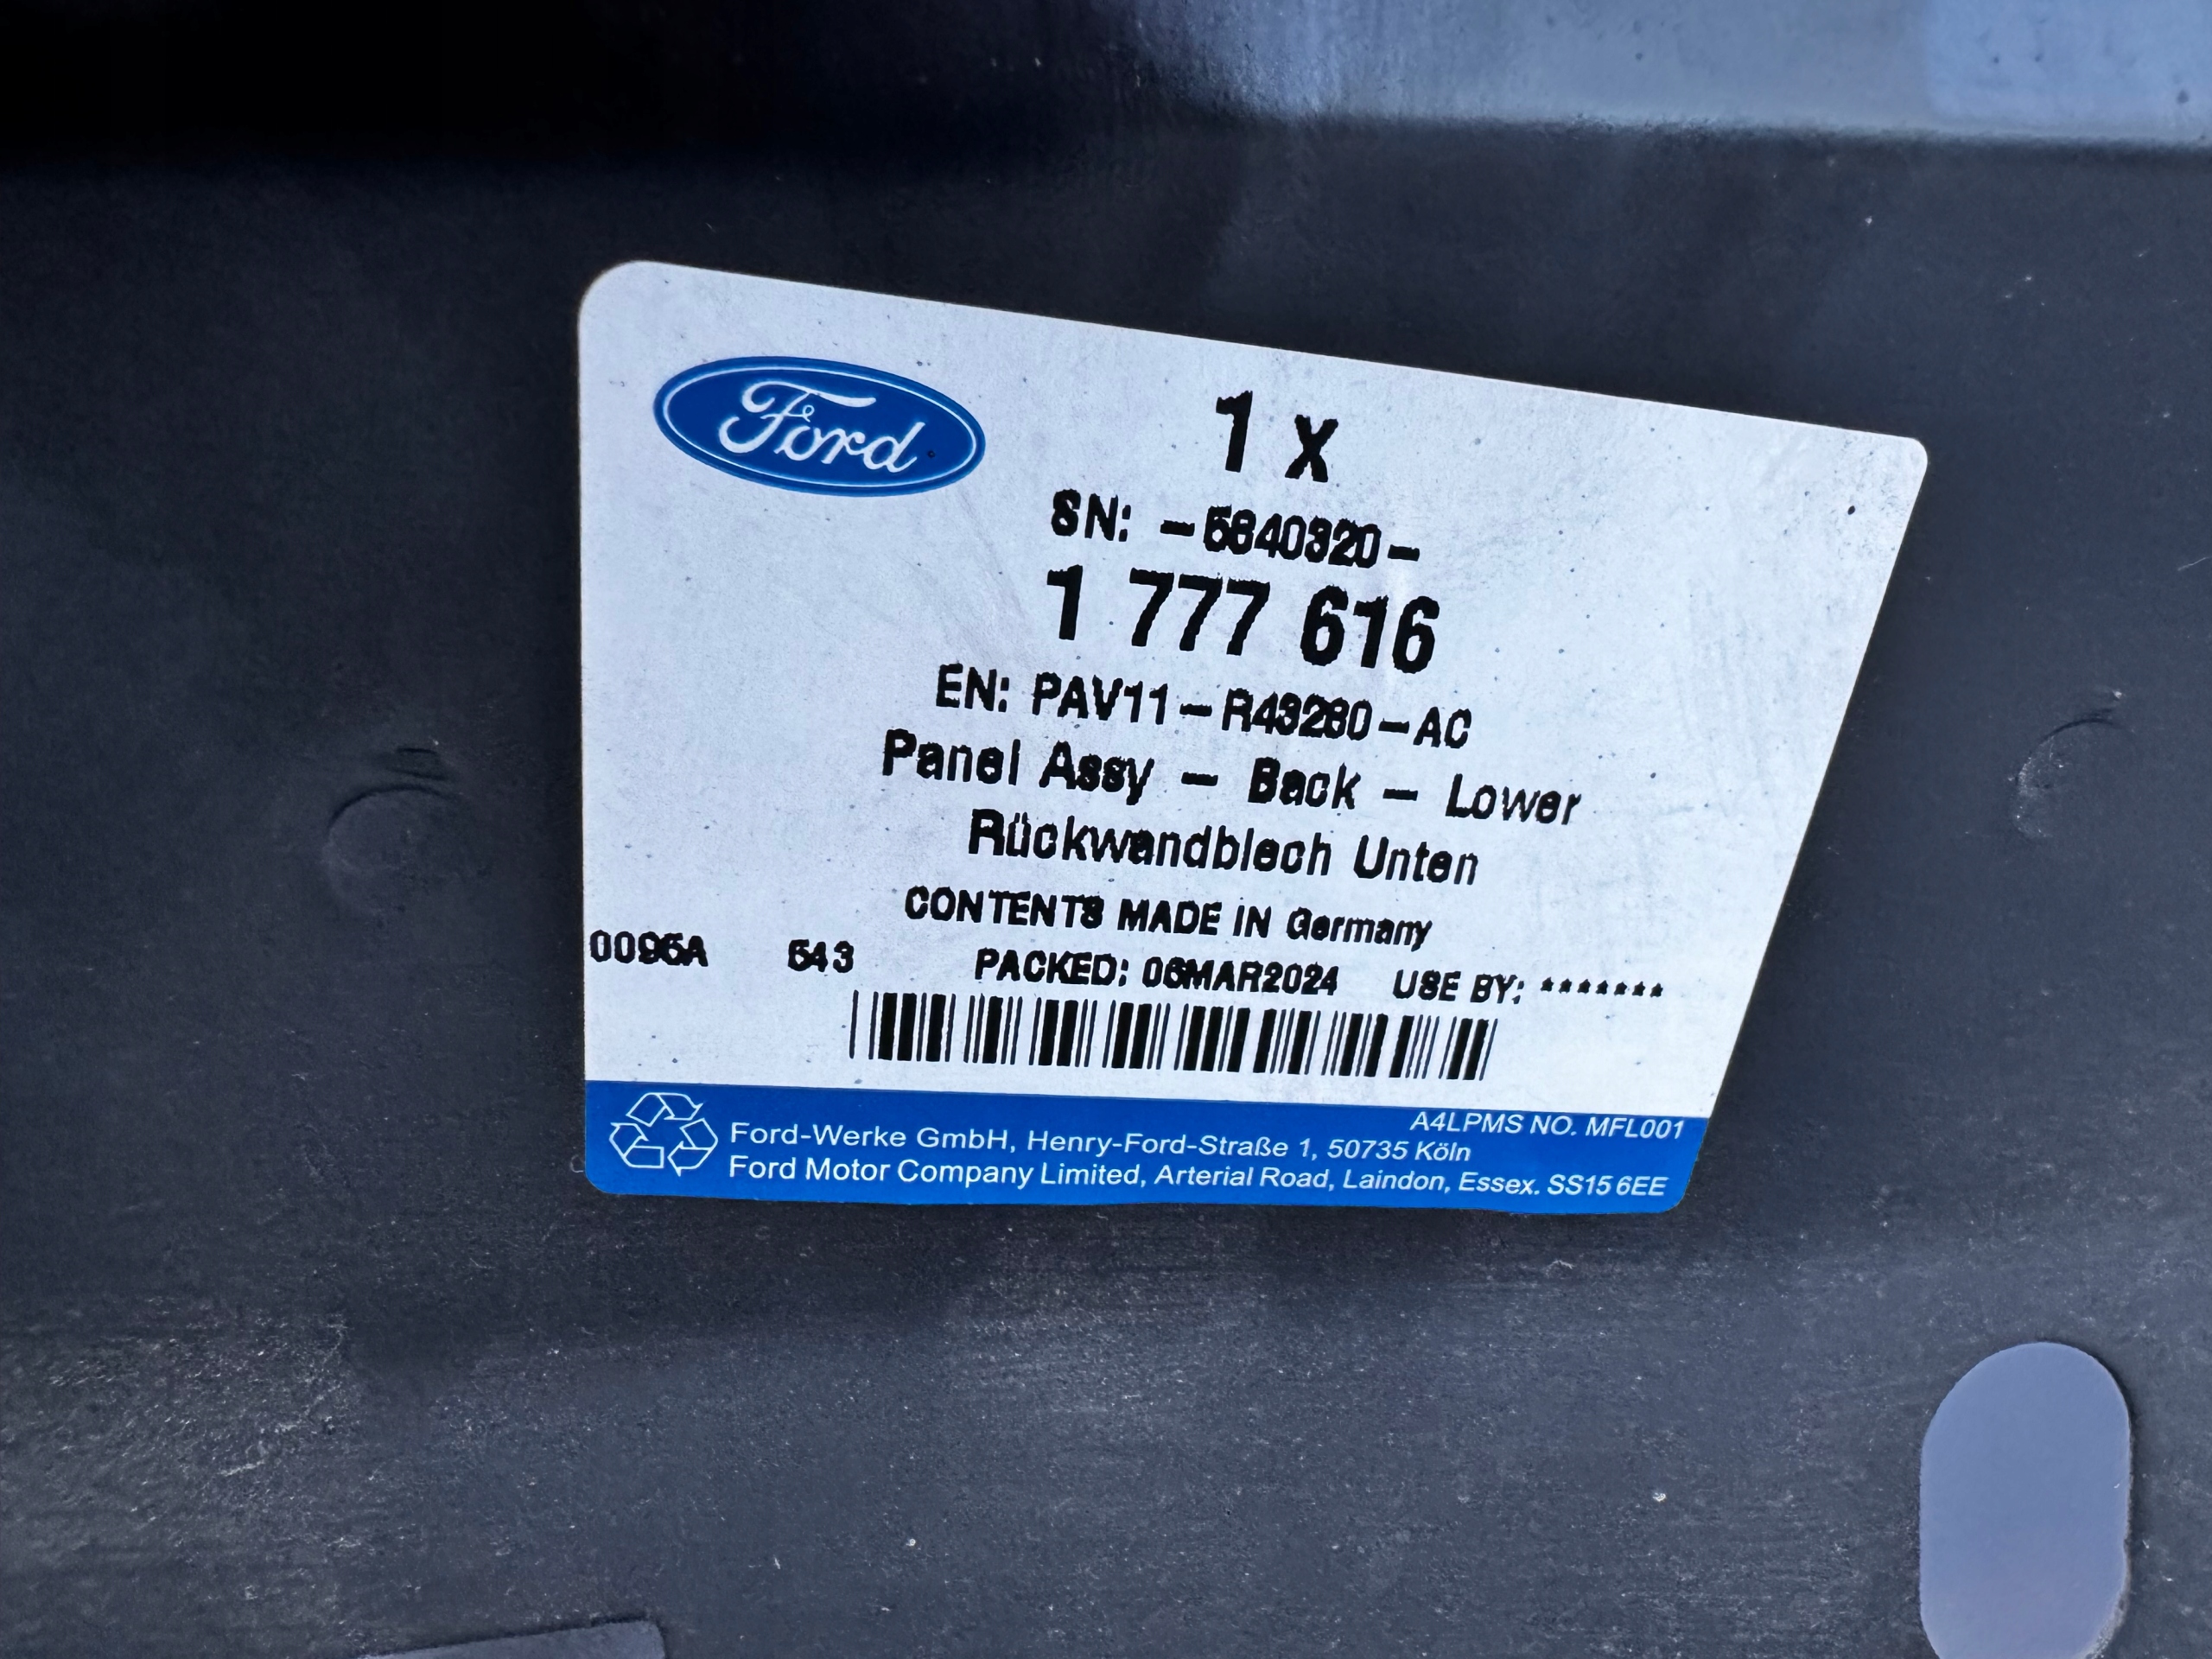 Ford
1 X
SN: -5840320-
1 777 616
EN: PAV11-R43280-AC
Panel Assy - Back - Lower
Rückwandblech Unten
CONTENTS MADE IN Germany
0095A 543 PACKED: 06MAR2024 USE BY: *******
A4LPMS NO. MFL001
Ford-Werke GmbH, Henry-Ford-Straße 1, 50735 Köln
Ford Motor Company Limited, Arterial Road, Laindon, Essex. SS15 6EE